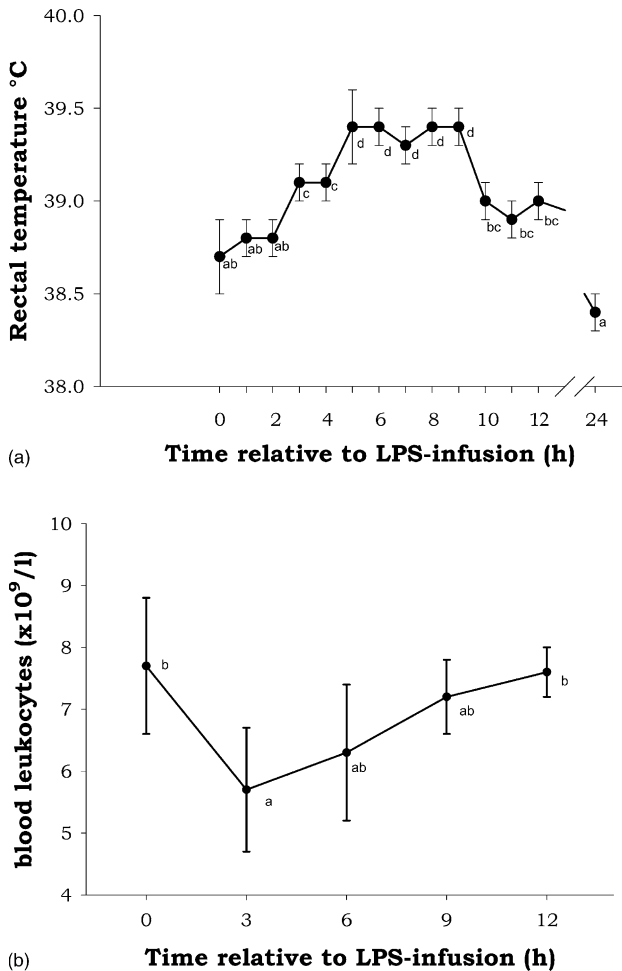 40.0
39.5
39.0
38.5
38.0
Rectal temperature °C
ab
ab
ab
c
c
d
d
d
d
d
bc
bc
bc
a
0 2 4 6 8 10 12 24
(a)
Time relative to LPS-infusion (h)
10
9
8
7
6
5
4
blood leukocytes (x10⁹/l)
b
a
ab
ab
b
0 3 6 9 12
(b)
Time relative to LPS-infusion (h)